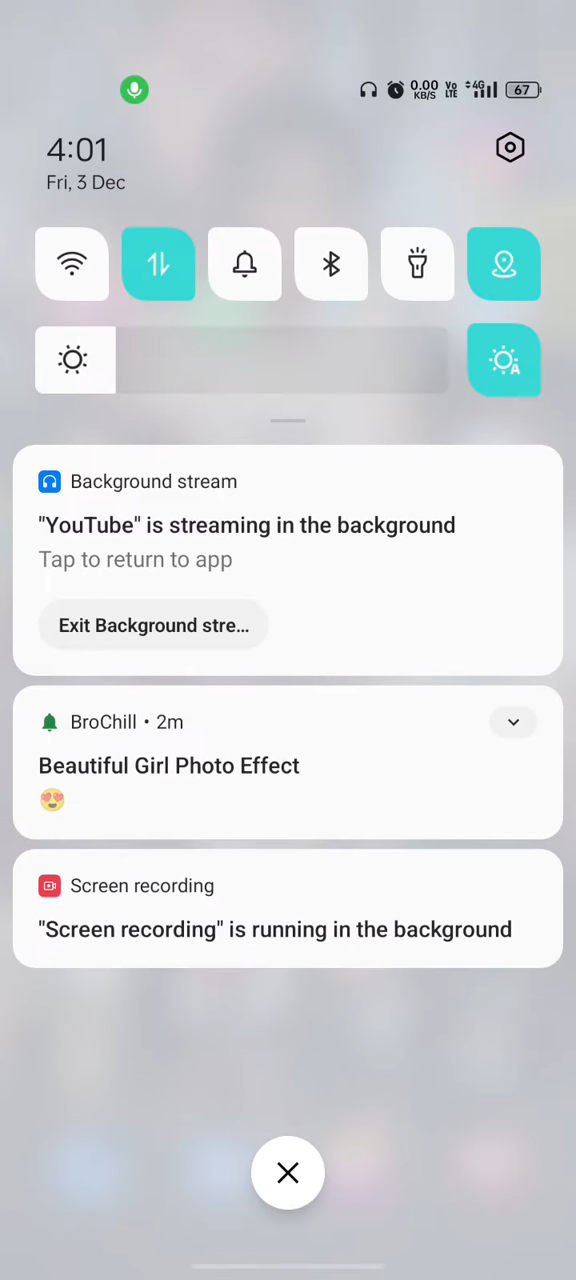 0.00 KB/S Vo LTE 4G 67
4:01
Fri, 3 Dec
A
Background stream
"YouTube" is streaming in the background
Tap to return to app
Exit Background stre…
BroChill • 2m
Beautiful Girl Photo Effect
😍
Screen recording
"Screen recording" is running in the background